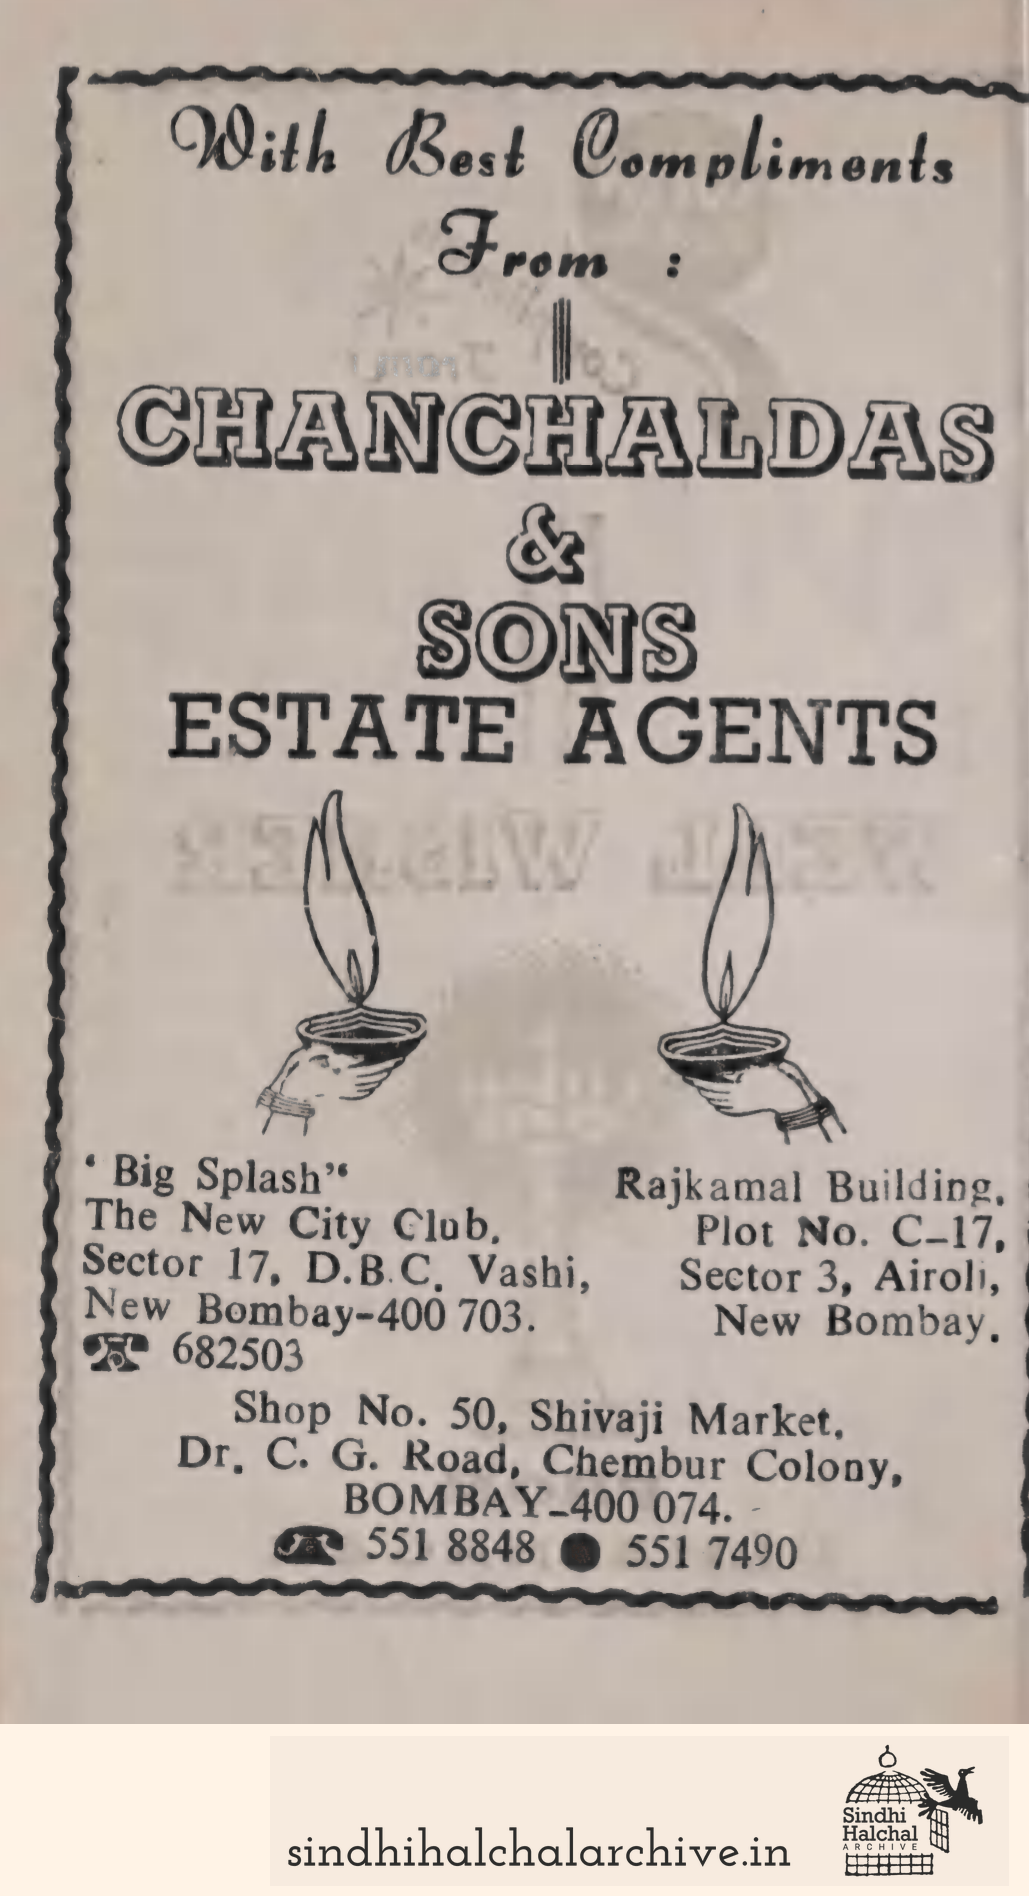 With Best Compliments
From :
CHANCHALDAS
&
SONS
ESTATE AGENTS
‘ Big Splash’‘
The New City Club.
Sector 17, D.B.C. Vashi,
New Bombay-400 703.
682503
Rajkamal Building,
Plot No. C-17,
Sector 3, Airoli,
New Bombay.
Shop No. 50, Shivaji Market,
Dr. C. G. Road, Chembur Colony,
BOMBAY-400 074.
551 8848 ● 551 7490
sindhihalchalarchive.in
Sindhi
Halchal
ARCHIVE